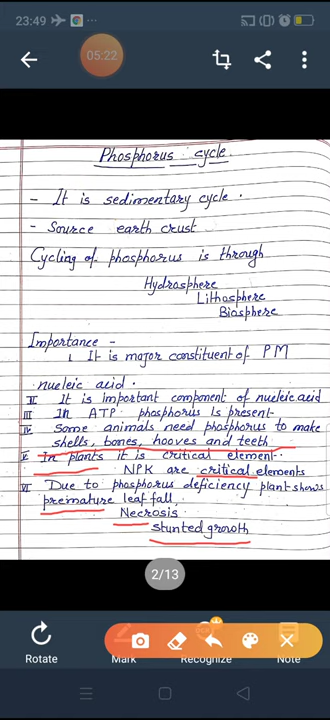 23:49
05:22
Phosphorus cycle.
- It is sedimentary cycle.
- Source earth crust
Cycling of phosphorus is through
Hydrosphere
Lithosphere
Biosphere
Importance -
1. It is major constituent of PM
nucleic acid.
II It is important component of nucleic acid
III In ATP phosphorus is present
IV Some animals need phosphorus to make
shells, bones, hooves and teeth
V In plants it is critical element.
NPK are critical elements
VI Due to phosphorus deficiency plant shows
premature leaf fall
Necrosis
stunted growth
2/13
Rotate
Mark
Recognize
Note